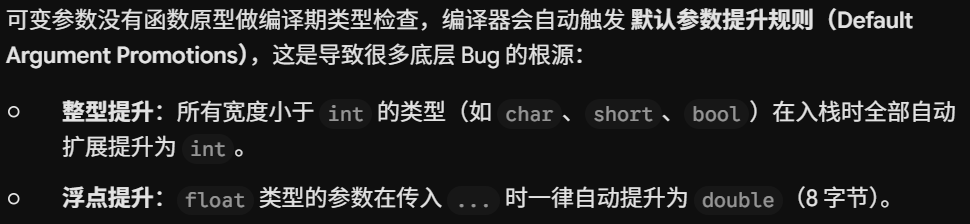 可变参数没有函数原型做编译期类型检查，编译器会自动触发 默认参数提升规则（Default
Argument Promotions），这是导致很多底层 Bug 的根源：
○ 整型提升：所有宽度小于 int 的类型（如 char、short、bool）在入栈时全部自动
扩展提升为 int。
○ 浮点提升：float 类型的参数在传入 ... 时一律自动提升为 double（8 字节）。